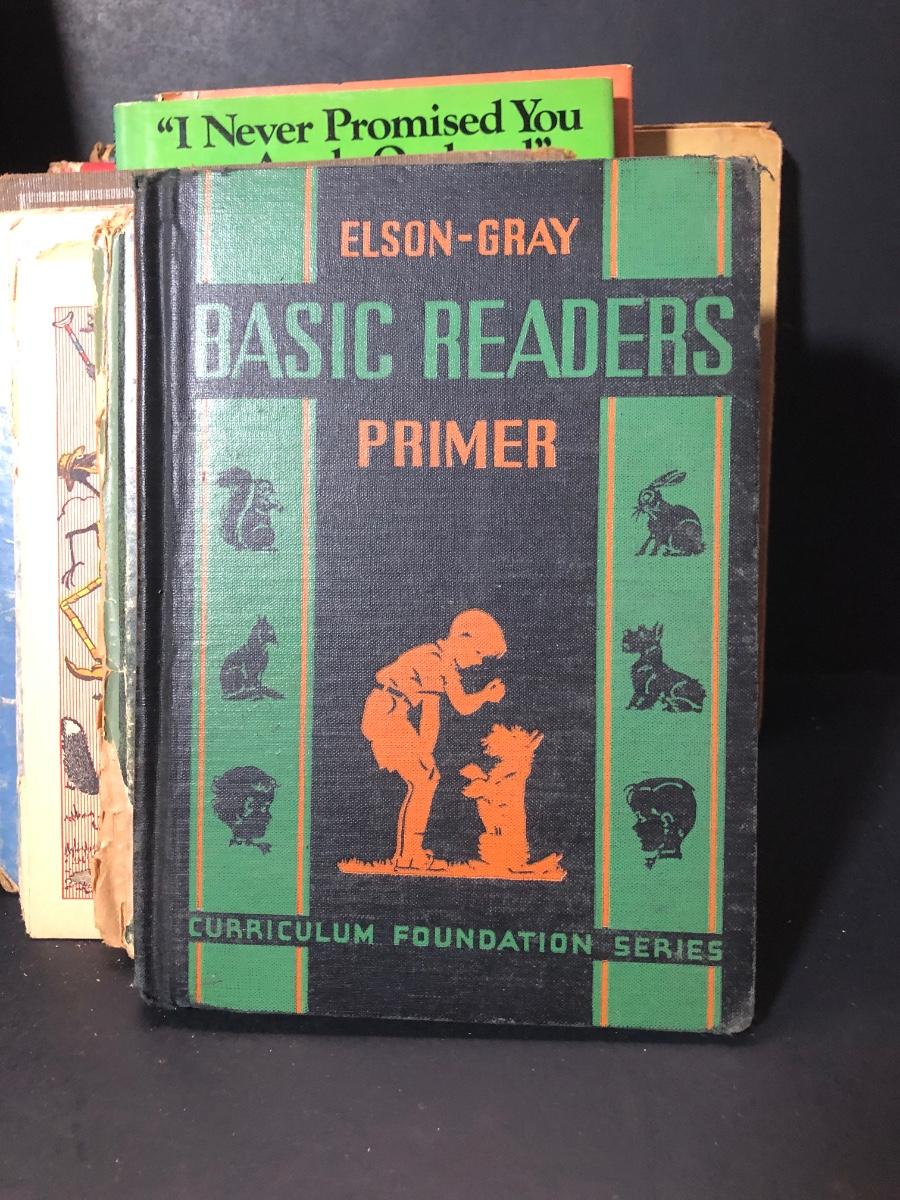 “I Never Promised You
ELSON-GRAY
BASIC READERS
PRIMER
CURRICULUM FOUNDATION SERIES